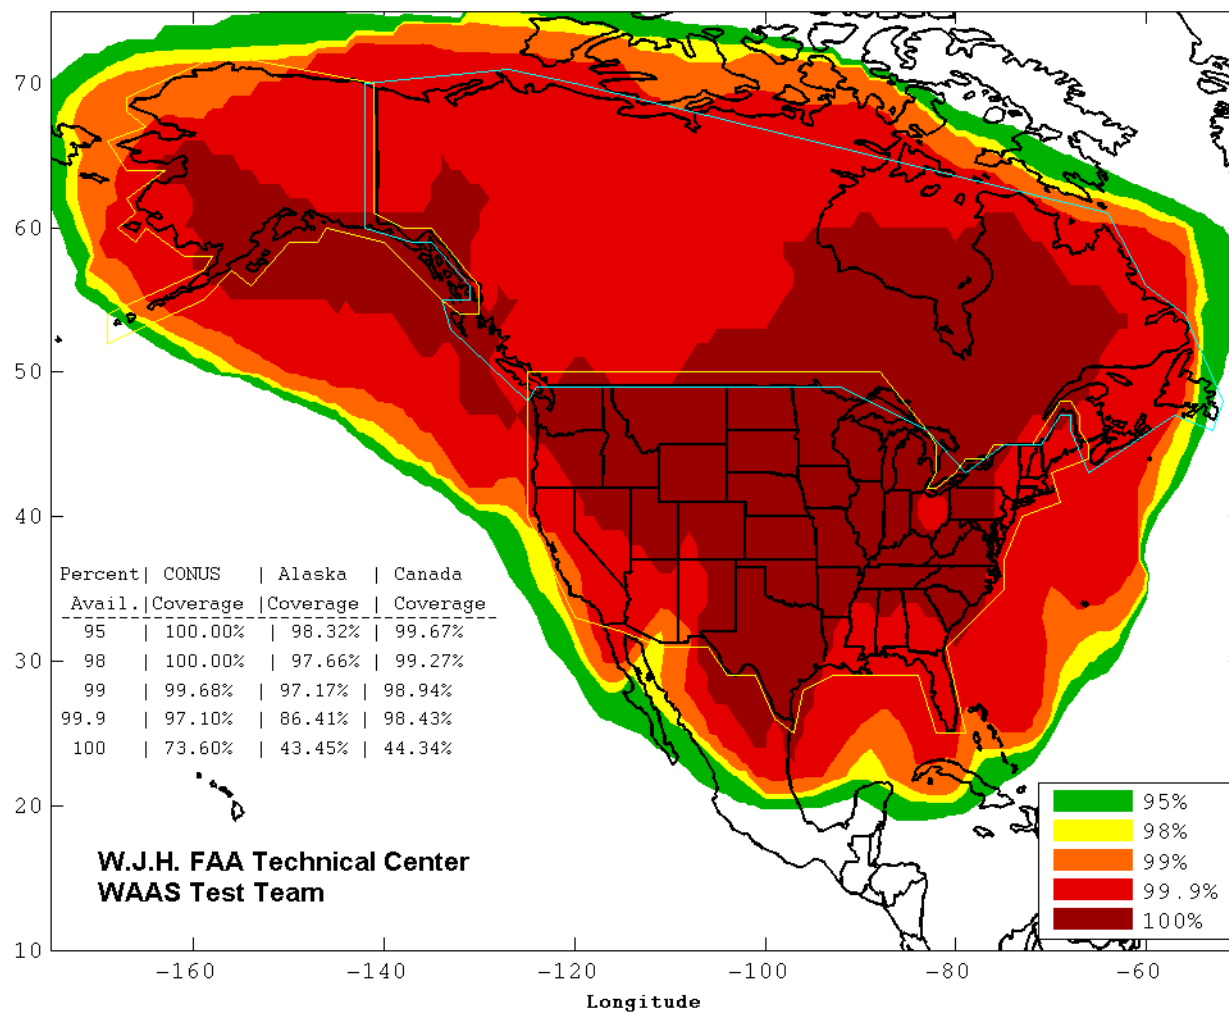 70
60
50
40
30
20
10
Percent| CONUS | Alaska | Canada
Avail.|Coverage |Coverage | Coverage
95 | 100.00% | 98.32% | 99.67%
98 | 100.00% | 97.66% | 99.27%
99 | 99.68% | 97.17% | 98.94%
99.9 | 97.10% | 86.41% | 98.43%
100 | 73.60% | 43.45% | 44.34%
W.J.H. FAA Technical Center
WAAS Test Team
95%
98%
99%
99.9%
100%
-160 -140 -120 -100 -80 -60
Longitude